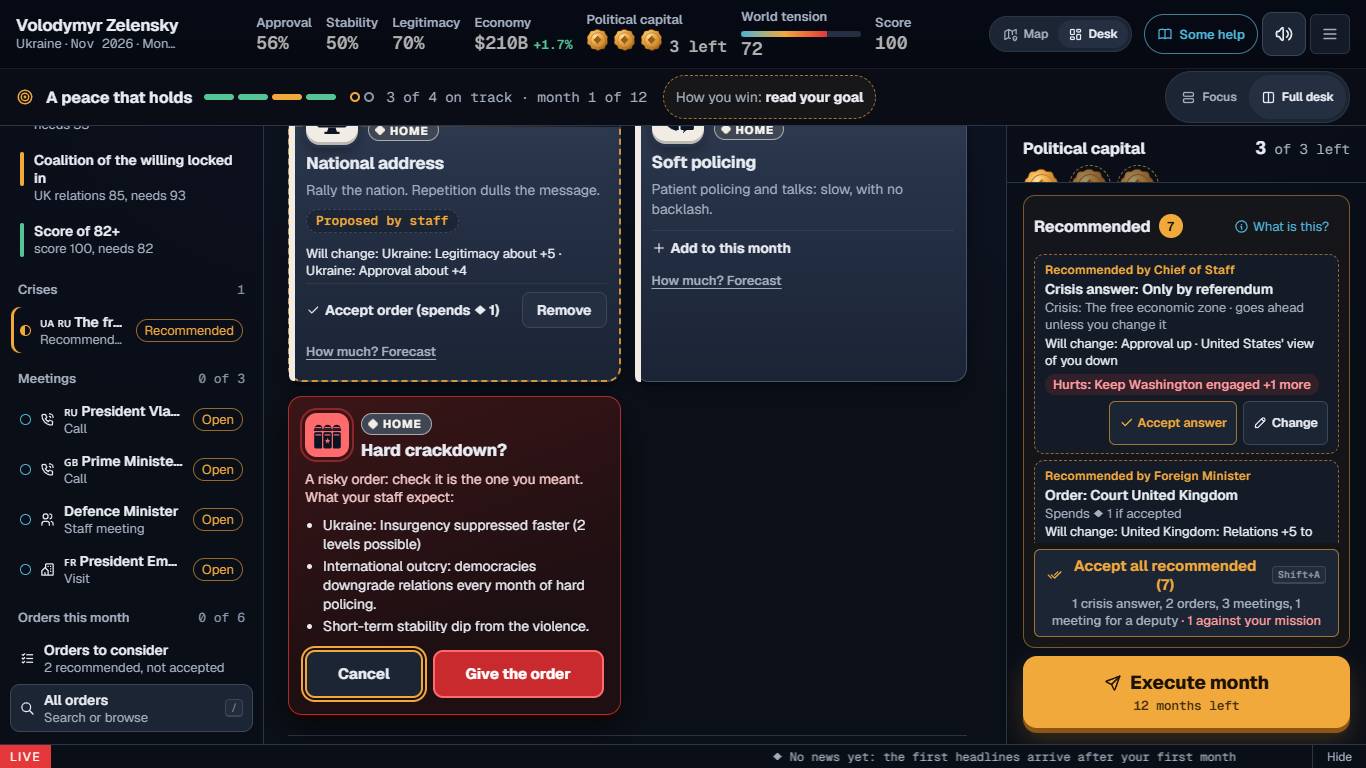 Volodymyr Zelensky
Ukraine · Nov 2026 · Mon...
Approval
56%
Stability
50%
Legitimacy
70%
Economy
$210B +1.7%
Political capital
3 left
World tension
72
Score
100
Map
Desk
Some help
A peace that holds
3 of 4 on track · month 1 of 12
How you win: read your goal
Focus
Full desk
Coalition of the willing locked
in
UK relations 85, needs 93
Score of 82+
score 100, needs 82
Crises
1
UA RU The fr...
Recommend...
Recommended
Meetings
0 of 3
RU President Vla...
Call
Open
GB Prime Ministe...
Call
Open
Defence Minister
Staff meeting
Open
FR President Em...
Visit
Open
Orders this month
0 of 6
Orders to consider
2 recommended, not accepted
All orders
Search or browse
/
HOME
National address
Rally the nation. Repetition dulls the message.
Proposed by staff
Will change: Ukraine: Legitimacy about +5 ·
Ukraine: Approval about +4
Accept order (spends ◆ 1)
Remove
How much? Forecast
HOME
Soft policing
Patient policing and talks: slow, with no
backlash.
+ Add to this month
How much? Forecast
HOME
Hard crackdown?
A risky order: check it is the one you meant.
What your staff expect:
• Ukraine: Insurgency suppressed faster (2
levels possible)
• International outcry: democracies
downgrade relations every month of hard
policing.
• Short-term stability dip from the violence.
Cancel
Give the order
Political capital
3 of 3 left
Recommended 7
What is this?
Recommended by Chief of Staff
Crisis answer: Only by referendum
Crisis: The free economic zone · goes ahead
unless you change it
Will change: Approval up · United States' view
of you down
Hurts: Keep Washington engaged +1 more
Accept answer
Change
Recommended by Foreign Minister
Order: Court United Kingdom
Spends ◆ 1 if accepted
Will change: United Kingdom: Relations +5 to
Accept all recommended
(7)
Shift+A
1 crisis answer, 2 orders, 3 meetings, 1
meeting for a deputy · 1 against your mission
Execute month
12 months left
LIVE
◆ No news yet: the first headlines arrive after your first month
Hide